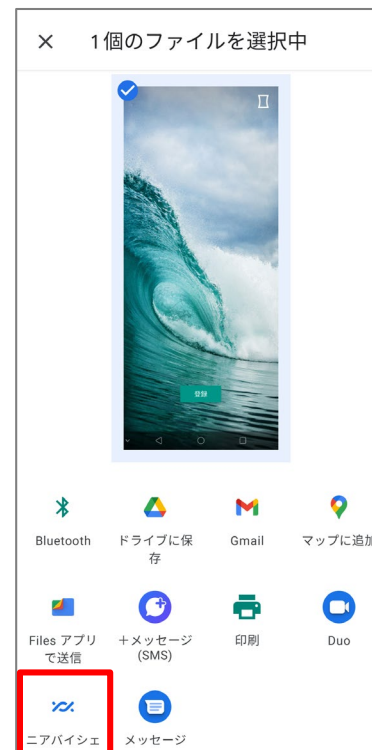 1個のファイルを選択中
登録
Bluetooth
ドライブに保
存
Gmail
マップに追加
Files アプリ
で送信
+メッセージ
(SMS)
印刷
Duo
ニアバイシェ
メッセージ